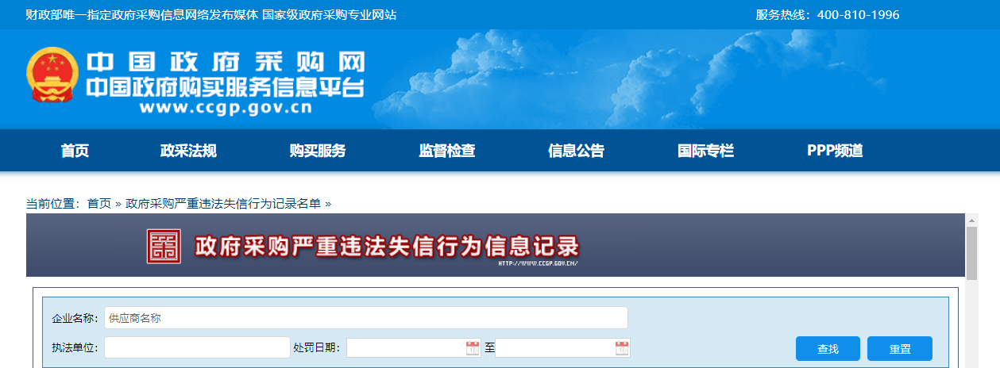 财政部唯一指定政府采购信息网络发布媒体 国家级政府采购专业网站 服务热线：400-810-1996
中国政府采购网
中国政府购买服务信息平台
www.ccgp.gov.cn
首页 政采法规 购买服务 监督检查 信息公告 国际专栏 PPP频道
当前位置：首页 » 政府采购严重违法失信行为记录名单 »
政府采购严重违法失信行为信息记录
HTTP://WWW.CCGP.GOV.CN/
企业名称： 供应商名称
执法单位： 处罚日期： 至 查找 重置